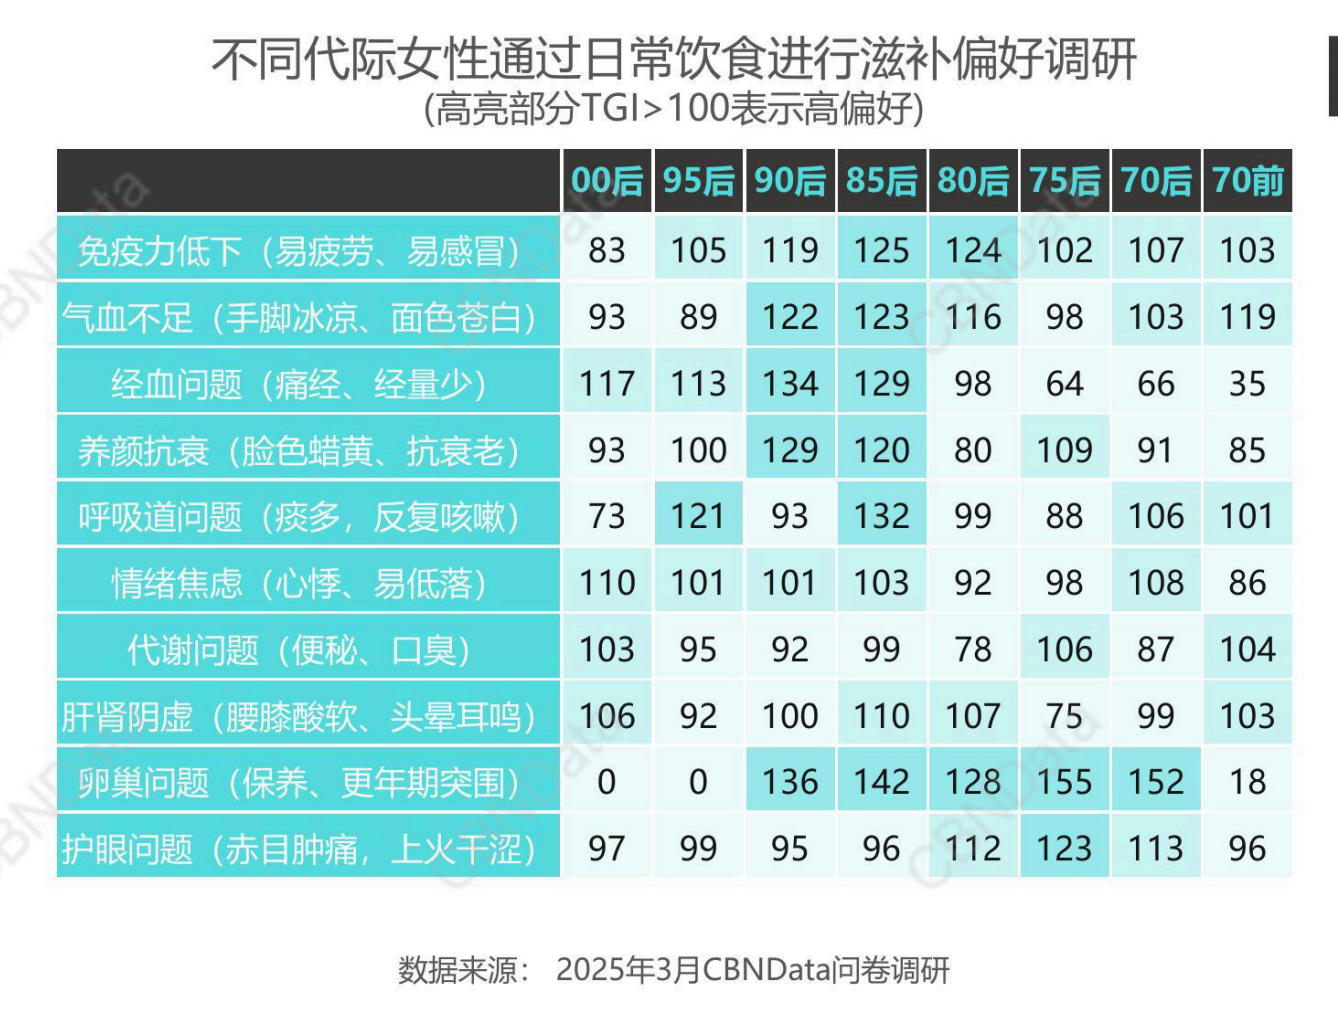 不同代际女性通过日常饮食进行滋补偏好调研
(高亮部分TGI>100表示高偏好)
00后 95后 90后 85后 80后 75后 70后 70前
免疫力低下（易疲劳、易感冒） 83 105 119 125 124 102 107 103
气血不足（手脚冰凉、面色苍白） 93 89 122 123 116 98 103 119
经血问题（痛经、经量少） 117 113 134 129 98 64 66 35
养颜抗衰（脸色蜡黄、抗衰老） 93 100 129 120 80 109 91 85
呼吸道问题（痰多，反复咳嗽） 73 121 93 132 99 88 106 101
情绪焦虑（心悸、易低落） 110 101 101 103 92 98 108 86
代谢问题（便秘、口臭） 103 95 92 99 78 106 87 104
肝肾阴虚（腰膝酸软、头晕耳鸣） 106 92 100 110 107 75 99 103
卵巢问题（保养、更年期突围） 0 0 136 142 128 155 152 18
护眼问题（赤目肿痛，上火干涩） 97 99 95 96 112 123 113 96
数据来源： 2025年3月CBNData问卷调研
CBNData
CBNData
CBNData
CBNData
CBNData
CBNData